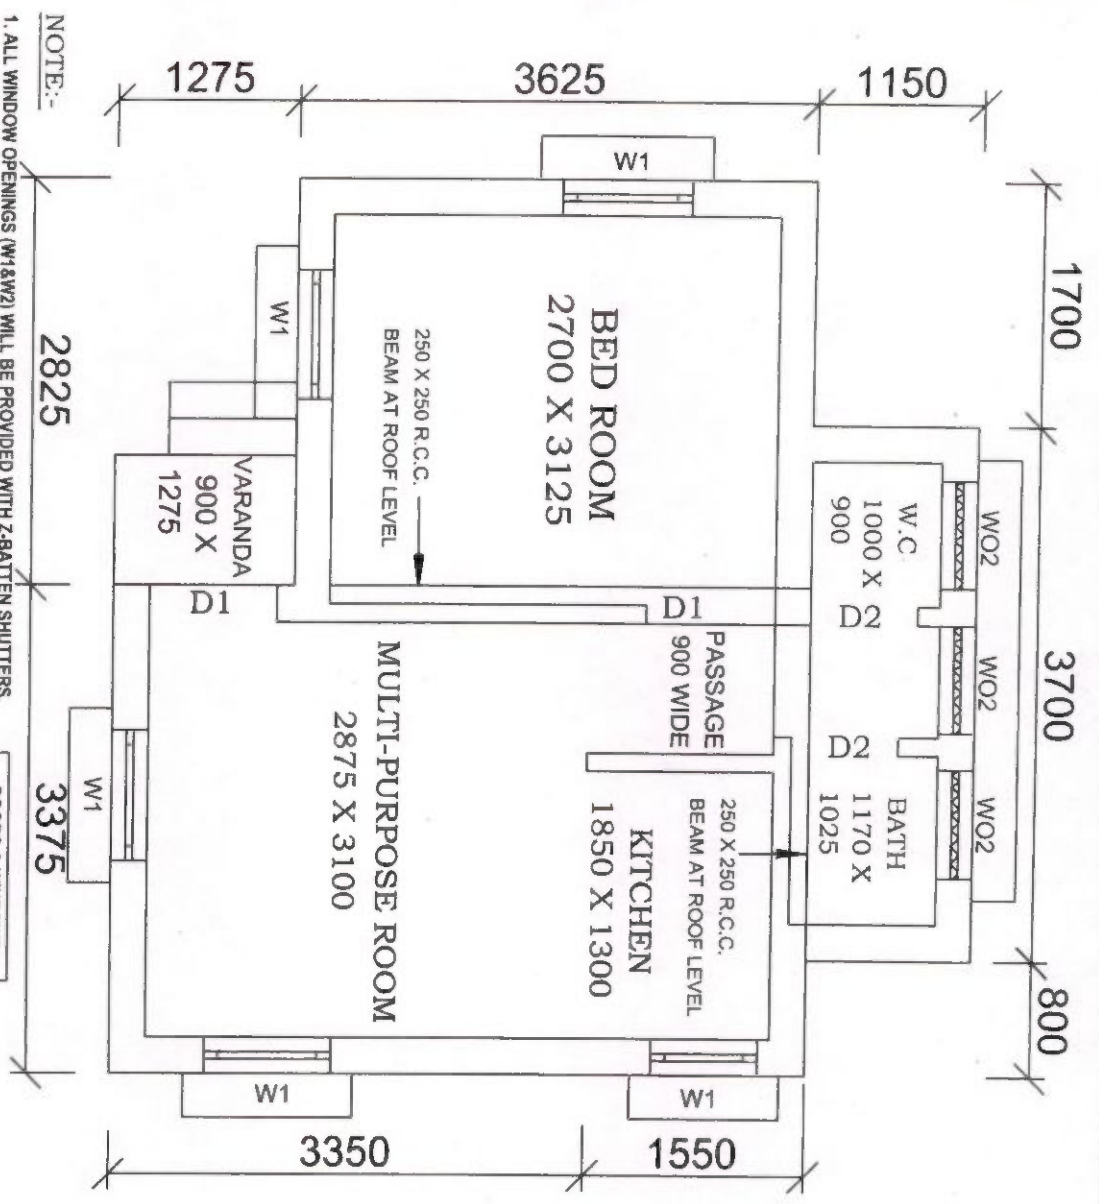 1700
3700
800
1150
3625
1275
WO2
WO2
WO2
W1
W.C
1000 X
900
D2
D2
BATH
1170 X
1025
BED ROOM
2700 X 3125
250 X 250 R.C.C.
BEAM AT ROOF LEVEL
D1
PASSAGE
900 WIDE
250 X 250 R.C.C.
BEAM AT ROOF LEVEL
KITCHEN
1850 X 1300
W1
1550
W1
VARANDA
900 X
1275
D1
MULTI-PURPOSE ROOM
2875 X 3100
W1
3350
W1
2825
3375
NOTE:-
1. ALL WINDOW OPENINGS (W1&W2) WILL BE PROVIDED WITH Z-BATTEN SHUTTERS.